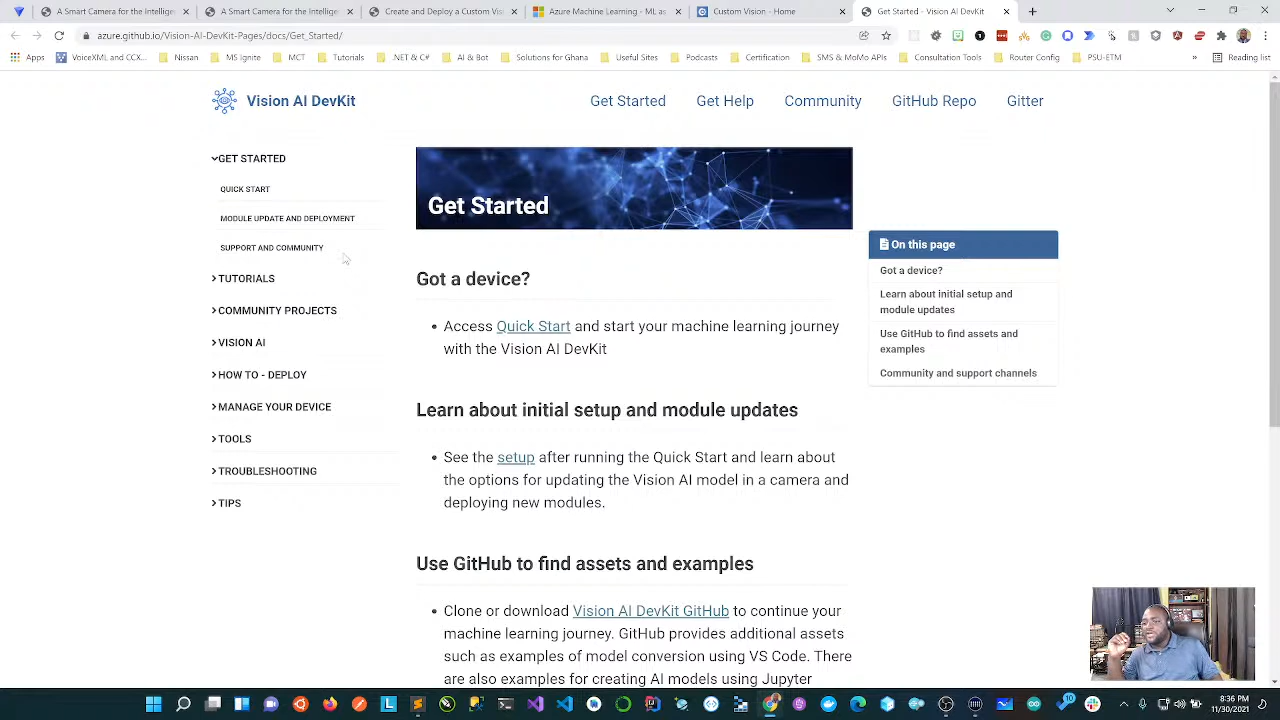 A Smart Camera for the Intellige
A Smart Camera for the Intellige
Create and Deploy a Custom Visi
Azure Machine Learning - ML as
Custom Vision - Home
Get Started - Vision AI DevKit
azure.github.io/Vision-AI-DevKit-Pages/docs/Get_Started/
Apps
VoiceXML and CCX...
Nissan
MS Ignite
MCT
Tutorials
.NET & C#
AI & Bot
Solutions for Ghana
Useful Sites
Podcasts
Certification
SMS & MoMo APIs
Consultation Tools
Router Config
PSU-ETM
»
Reading list
Vision AI DevKit
Get Started
Get Help
Community
GitHub Repo
Gitter
GET STARTED
QUICK START
MODULE UPDATE AND DEPLOYMENT
SUPPORT AND COMMUNITY
TUTORIALS
COMMUNITY PROJECTS
VISION AI
HOW TO - DEPLOY
MANAGE YOUR DEVICE
TOOLS
TROUBLESHOOTING
TIPS
Get Started
Got a device?
• Access Quick Start and start your machine learning journey
with the Vision AI DevKit
Learn about initial setup and module updates
• See the setup after running the Quick Start and learn about
the options for updating the Vision AI model in a camera and
deploying new modules.
Use GitHub to find assets and examples
• Clone or download Vision AI DevKit GitHub to continue your
machine learning journey. GitHub provides additional assets
such as examples of model conversion using VS Code. There
are also examples for creating AI models using Jupyter
On this page
Got a device?
Learn about initial setup and
module updates
Use GitHub to find assets and
examples
Community and support channels
10
8:36 PM